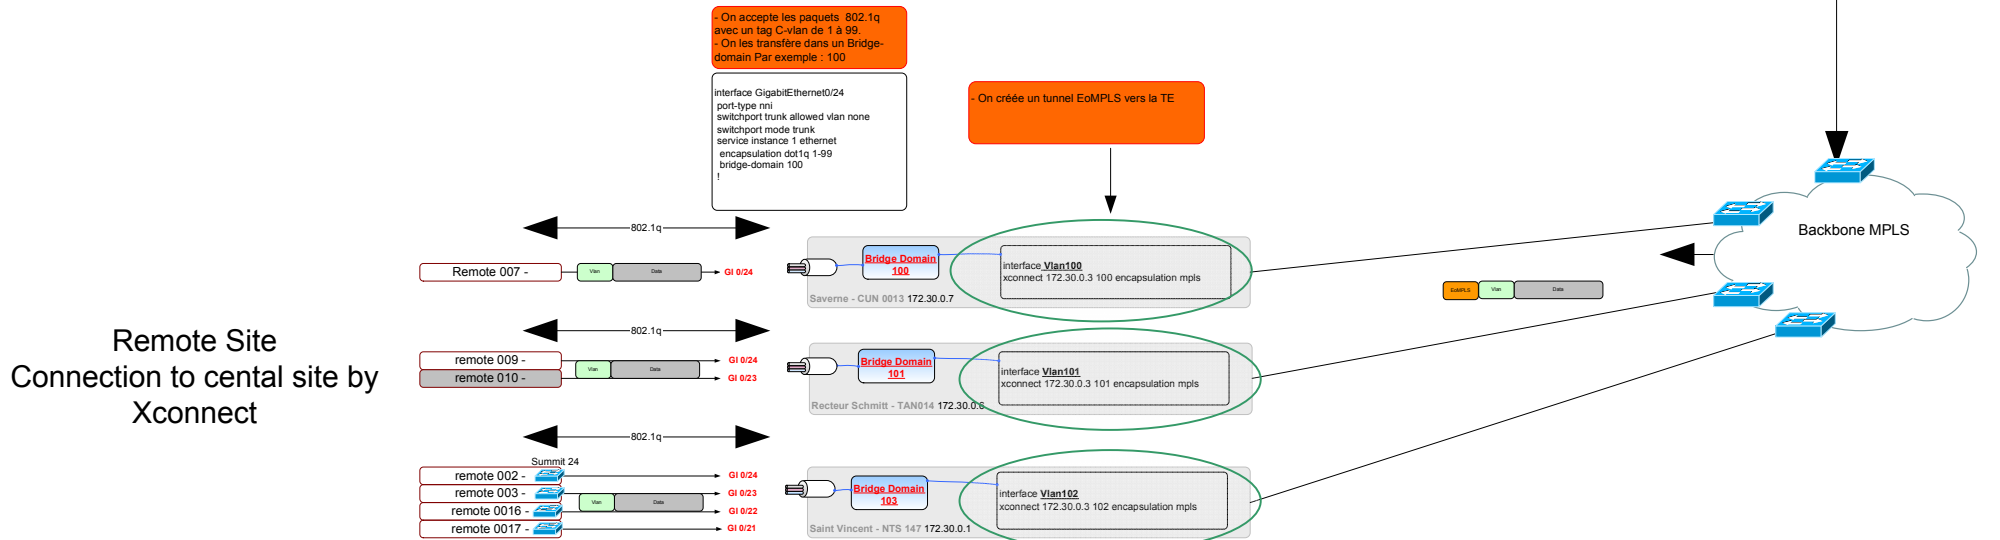 - On accepte les paquets  802.1q
avec un tag C-vlan de 1 à 99.
- On les transfère dans un Bridge-
domain Par exemple : 100
interface GigabitEthernet0/24
port-type nni
switchport trunk allowed vlan none
switchport mode trunk
service instance 1 ethernet
encapsulation dot1q 1-99
bridge-domain 100
!
- On créée un tunnel EoMPLS vers la TE
Backbone MPLS
802.1q
Remote 007 -
Vlan
Data
GI 0/24
Bridge Domain
100
interface Vlan100
xconnect 172.30.0.3 100 encapsulation mpls
Saverne - CUN 0013 172.30.0.7
EoMPLS
Vlan
Data
Remote Site
Connection to cental site by
Xconnect
802.1q
remote 009 -
remote 010 -
Vlan
Data
GI 0/24
GI 0/23
Bridge Domain
101
interface Vlan101
xconnect 172.30.0.3 101 encapsulation mpls
Recteur Schmitt - TAN014 172.30.0.6
802.1q
Summit 24
remote 002 -
remote 003 -
remote 0016 -
remote 0017 -
Vlan
Data
GI 0/24
GI 0/23
GI 0/22
GI 0/21
Bridge Domain
103
interface Vlan102
xconnect 172.30.0.3 102 encapsulation mpls
Saint Vincent - NTS 147 172.30.0.1